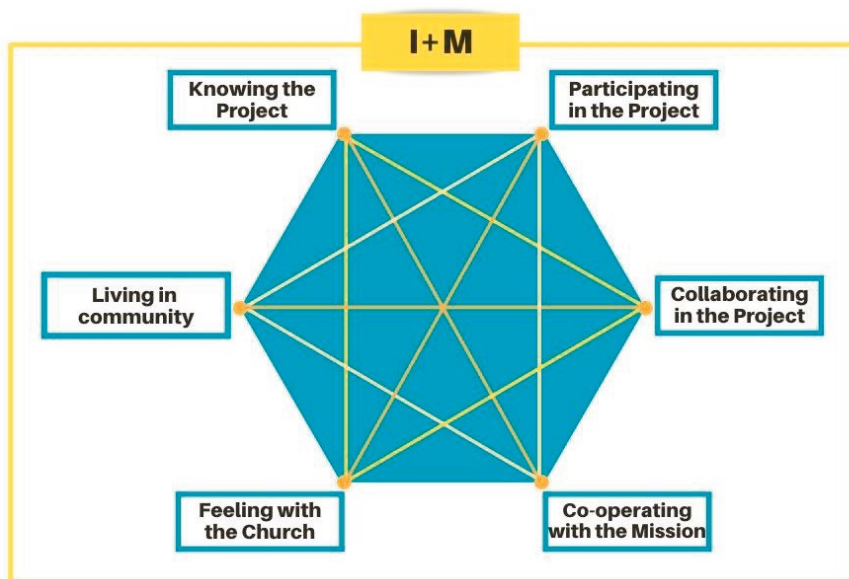 I+M
Knowing the
Project
Participating
in the Project
Living in
community
Collaborating
in the Project
Feeling with
the Church
Co-operating
with the Mission